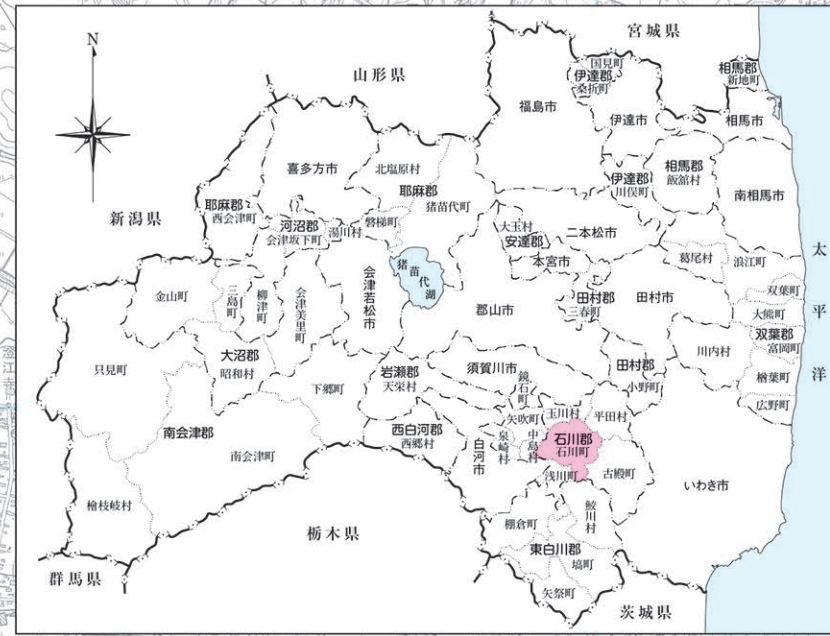 N
宮城県
山形県
新潟県
群馬県
栃木県
茨城県
太平洋
福島市
伊達郡
国見町
桑折町
伊達市
相馬郡
新地町
相馬市
相馬郡
飯舘村
南相馬市
伊達郡
川俣町
喜多方市
北塩原村
耶麻郡
猪苗代町
磐梯町
耶麻郡
西会津町
河沼郡
会津坂下町
湯川村
猪苗代湖
大玉村
安達郡
本宮市
二本松市
葛尾村
浪江町
双葉町
大熊町
双葉郡
富岡町
楢葉町
広野町
川内村
田村市
田村郡
三春町
郡山市
会津若松市
会津美里町
柳津町
三島町
金山町
只見町
大沼郡
昭和村
下郷町
岩瀬郡
天栄村
須賀川市
鏡石町
田村郡
小野町
玉川村
平田村
矢吹町
石川郡
石川町
中島村
泉崎村
白河市
西白河郡
西郷村
南会津郡
南会津町
檜枝岐村
浅川町
古殿町
いわき市
棚倉町
鮫川村
東白川郡
塙町
矢祭町